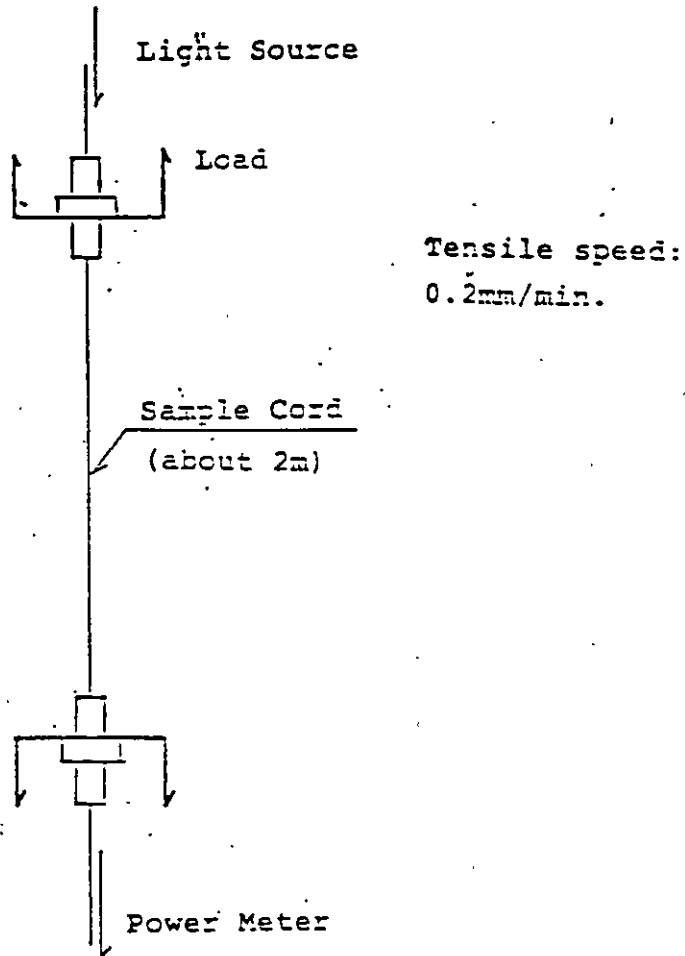 Light Source
Load
Tensile speed:
0.2mm/min.
Sample Cord
(about 2m)
Power Meter